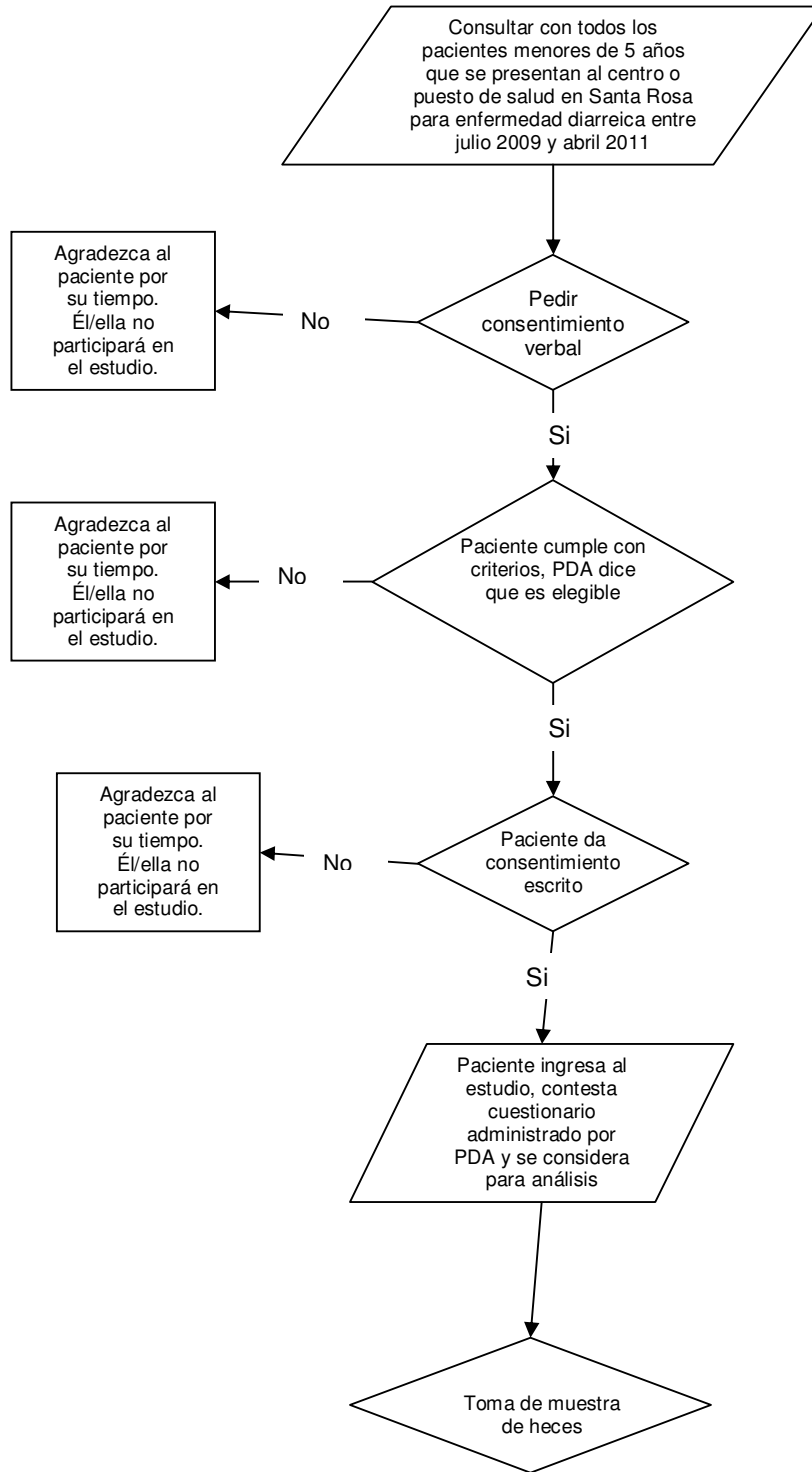 Consultar con todos los
pacientes menores de 5 años
que se presentan al centro o
puesto de salud en Santa Rosa
para enfermedad diarreica entre
julio 2009 y abril 2011
Agradezca al
paciente por
su tiempo.
Él/ella no
participará en
el estudio.
No
Pedir
consentimiento
verbal
Si
Agradezca al
paciente por
su tiempo.
Él/ella no
participará en
el estudio.
No
Paciente cumple con
criterios, PDA dice
que es elegible
Si
Agradezca al
paciente por
su tiempo.
Él/ella no
participará en
el estudio.
No
Paciente da
consentimiento
escrito
Si
Paciente ingresa al
estudio, contesta
cuestionario
administrado por
PDA y se considera
para análisis
Toma de muestra
de heces